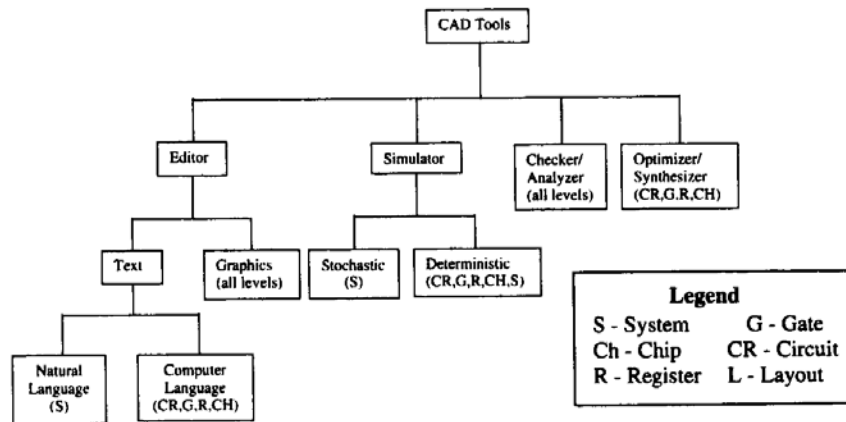 CAD Tools
Editor
Simulator
Checker/
Analyzer
(all levels)
Optimizer/
Synthesizer
(CR,G,R,CH)
Text
Graphics
(all levels)
Stochastic
(S)
Deterministic
(CR,G,R,CH,S)
Natural
Language
(S)
Computer
Language
(CR,G,R,CH)
Legend
S - System G - Gate
Ch - Chip CR - Circuit
R - Register L - Layout